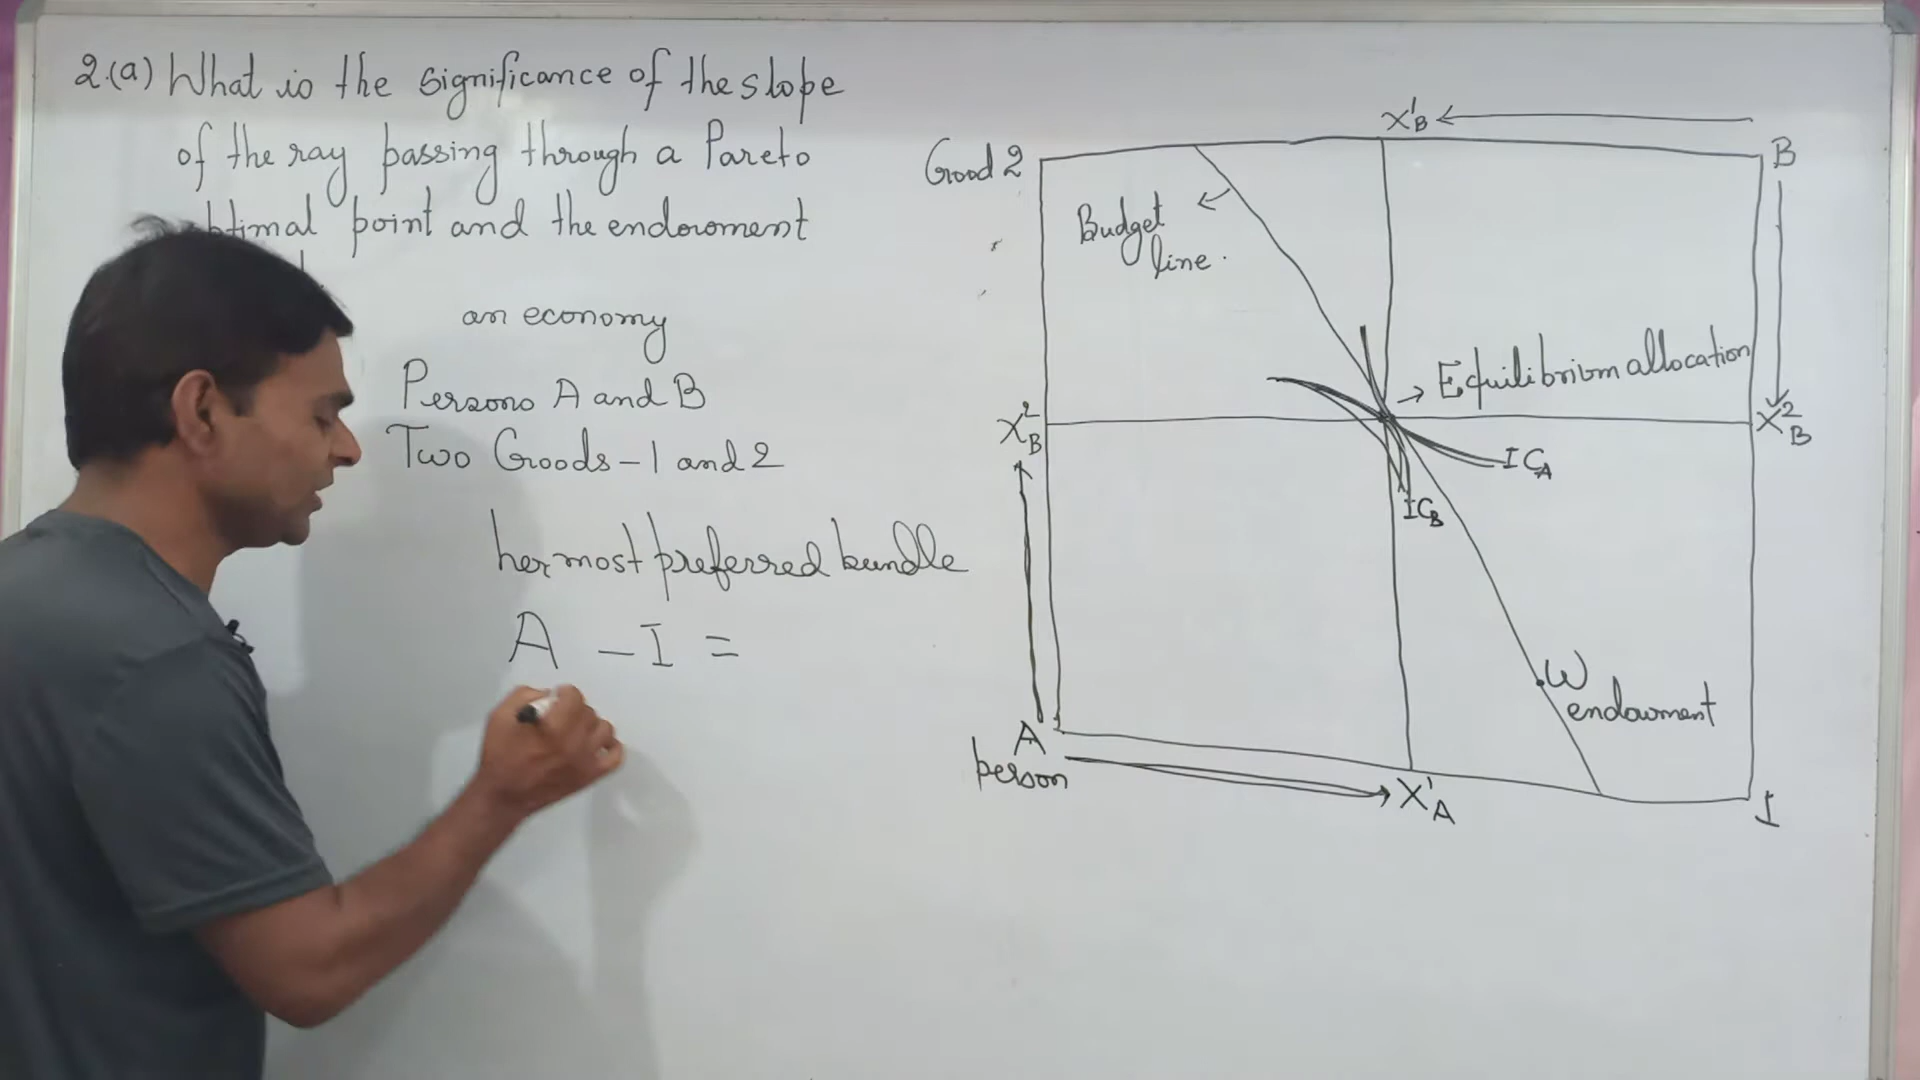 2.(a) What is the significance of the slope
of the ray passing through a Pareto
optimal point and the endowment
an economy
Persons A and B
Two Goods - 1 and 2
her most preferred bundle
A - I =
X¹B ←
Good 2
B
Budget
line.
→ Equilibrium allocation
X²B
X²B
ICA
ICB
W
endowment
A
person
X¹A
I